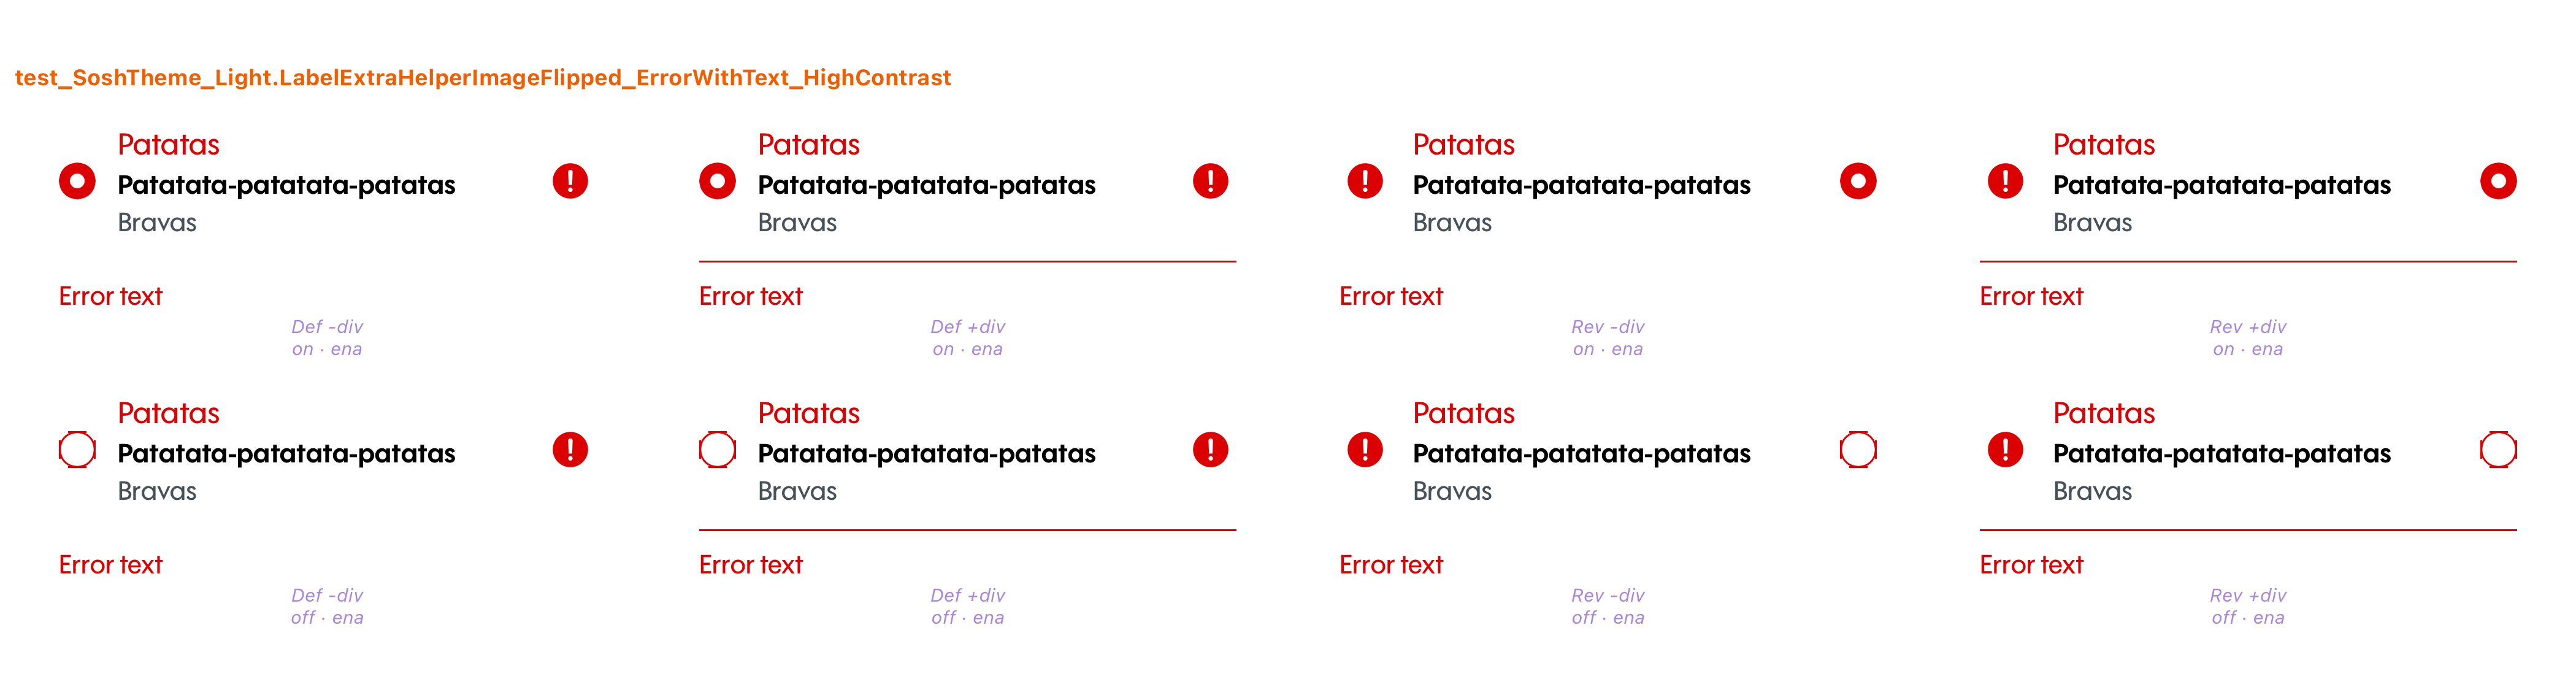 test_SoshTheme_Light.LabelExtraHelperImageFlipped_ErrorWithText_HighContrast
Patatas
Patatata-patatata-patatas
Bravas
Error text
Def -div
on · ena
Patatas
Patatata-patatata-patatas
Bravas
Error text
Def +div
on · ena
Patatas
Patatata-patatata-patatas
Bravas
Error text
Rev -div
on · ena
Patatas
Patatata-patatata-patatas
Bravas
Error text
Rev +div
on · ena
Patatas
Patatata-patatata-patatas
Bravas
Error text
Def -div
off · ena
Patatas
Patatata-patatata-patatas
Bravas
Error text
Def +div
off · ena
Patatas
Patatata-patatata-patatas
Bravas
Error text
Rev -div
off · ena
Patatas
Patatata-patatata-patatas
Bravas
Error text
Rev +div
off · ena